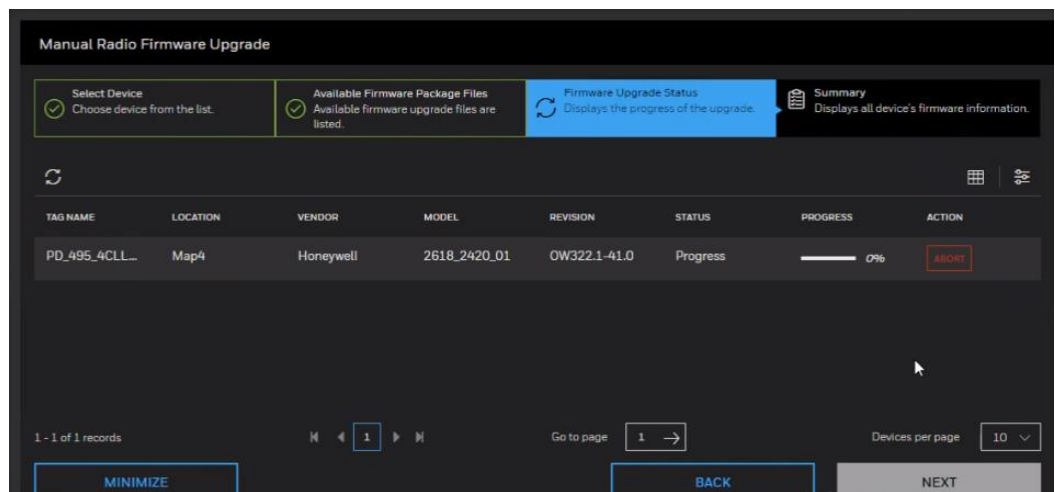 Manual Radio Firmware Upgrade
Select Device
Choose device from the list.
Available Firmware Package Files
Available firmware upgrade files are
listed.
Firmware Upgrade Status
Displays the progress of the upgrade.
Summary
Displays all device's firmware information.
TAG NAME LOCATION VENDOR MODEL REVISION STATUS PROGRESS ACTION
PD_495_4CLL... Map4 Honeywell 2618_2420_01 OW322.1-41.0 Progress 0% ABORT
1 - 1 of 1 records 1 Go to page 1 Devices per page 10
MINIMIZE BACK NEXT